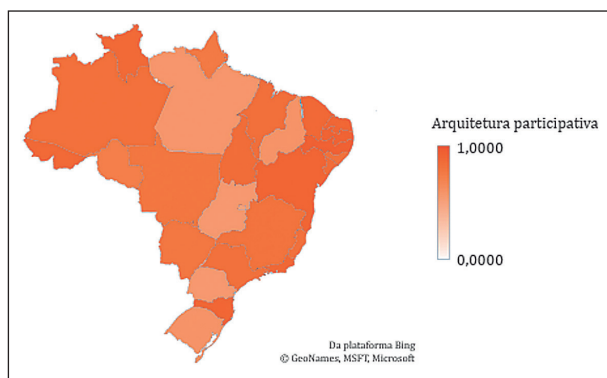 Arquitetura participativa
1,0000
0,0000
Da plataforma Bing
© GeoNames, MSFT, Microsoft